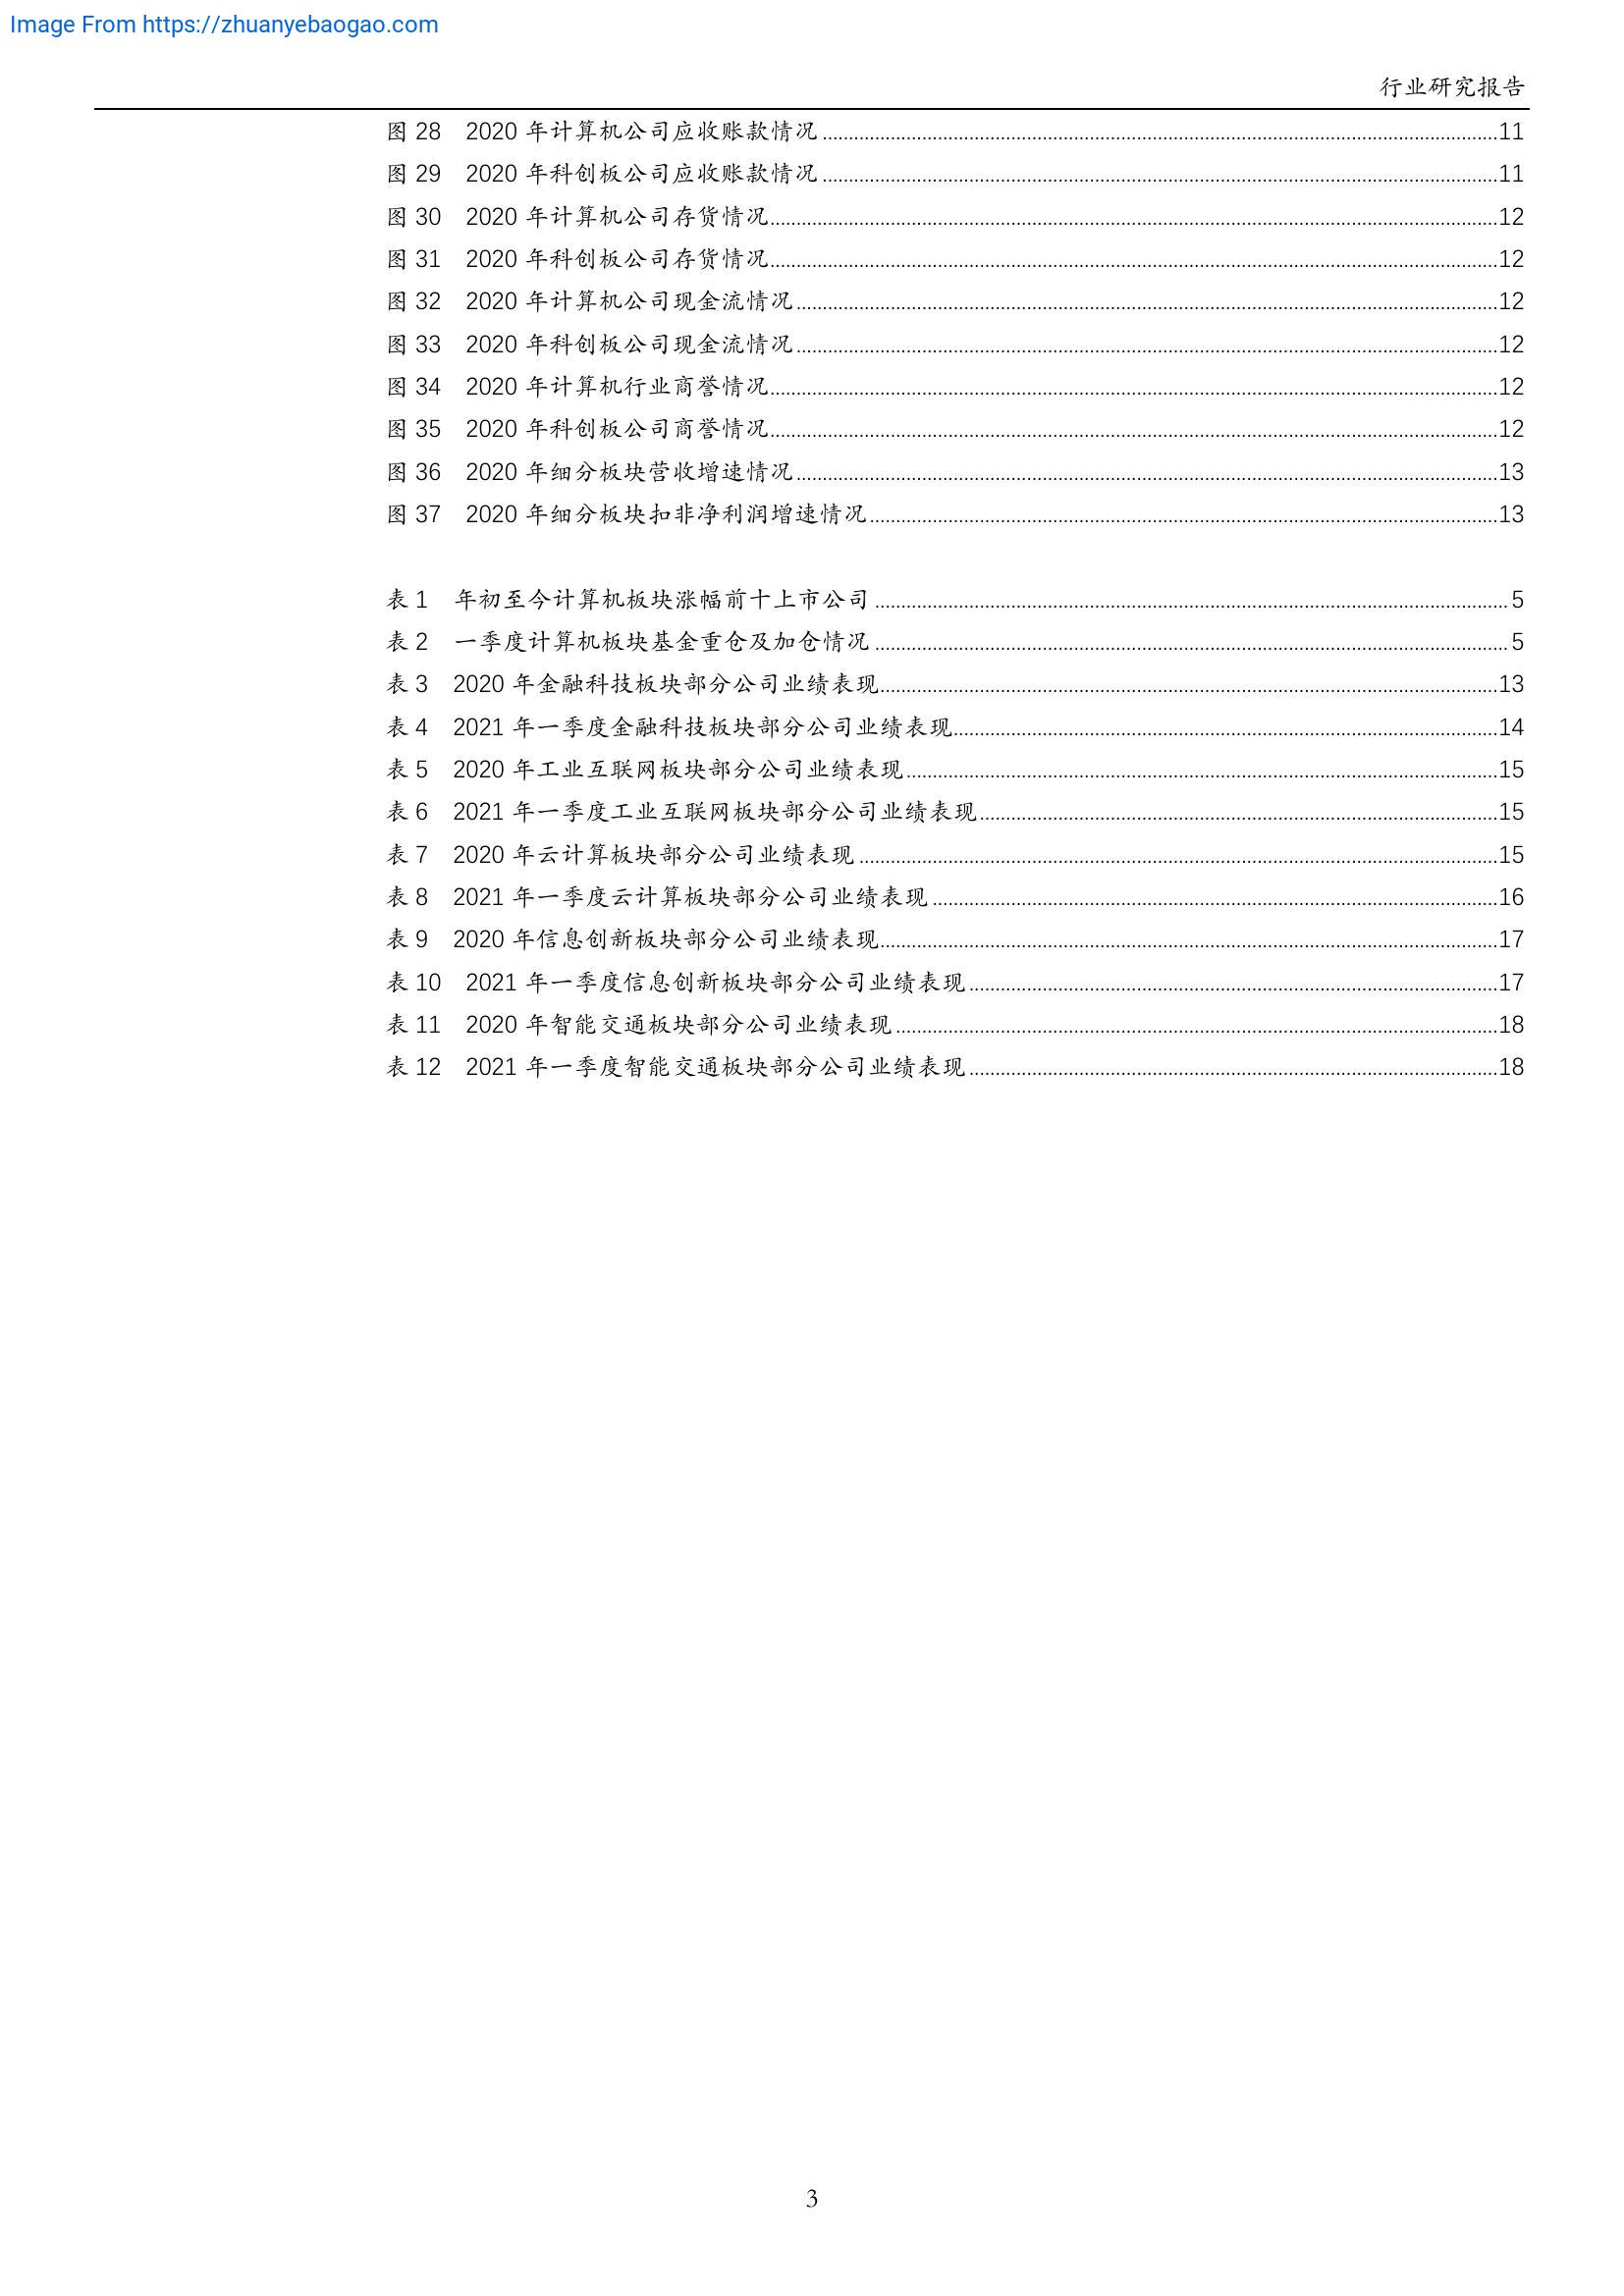 Image From https://zhuanyebaogao.com
行业研究报告
图 28 2020 年计算机公司应收账款情况........................11
图 29 2020 年科创板公司应收账款情况........................11
图 30 2020 年计算机公司存货情况........................12
图 31 2020 年科创板公司存货情况........................12
图 32 2020 年计算机公司现金流情况........................12
图 33 2020 年科创板公司现金流情况........................12
图 34 2020 年计算机行业商誉情况........................12
图 35 2020 年科创板公司商誉情况........................12
图 36 2020 年细分板块营收增速情况........................13
图 37 2020 年细分板块扣非净利润增速情况........................13
表 1 年初至今计算机板块涨幅前十上市公司........................5
表 2 一季度计算机板块基金重仓及加仓情况........................5
表 3 2020 年金融科技板块部分公司业绩表现........................13
表 4 2021 年一季度金融科技板块部分公司业绩表现........................14
表 5 2020 年工业互联网板块部分公司业绩表现........................15
表 6 2021 年一季度工业互联网板块部分公司业绩表现........................15
表 7 2020 年云计算板块部分公司业绩表现........................15
表 8 2021 年一季度云计算板块部分公司业绩表现........................16
表 9 2020 年信息创新板块部分公司业绩表现........................17
表 10 2021 年一季度信息创新板块部分公司业绩表现........................17
表 11 2020 年智能交通板块部分公司业绩表现........................18
表 12 2021 年一季度智能交通板块部分公司业绩表现........................18
3